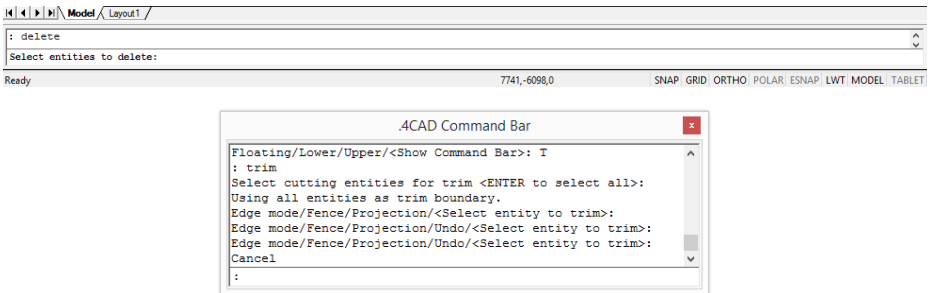 Model Layout1
: delete
Select entities to delete:
Ready 7741,-6098,0 SNAP GRID ORTHO POLAR ESNAP LWT MODEL TABLET
.4CAD Command Bar
Floating/Lower/Upper/<Show Command Bar>: T
: trim
Select cutting entities for trim <ENTER to select all>:
Using all entities as trim boundary.
Edge mode/Fence/Projection/<Select entity to trim>:
Edge mode/Fence/Projection/Undo/<Select entity to trim>:
Edge mode/Fence/Projection/Undo/<Select entity to trim>:
Cancel
: